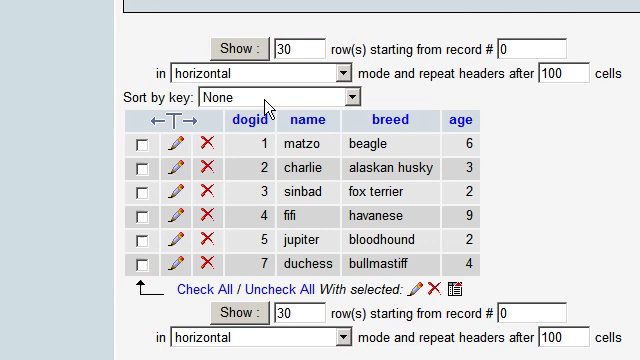 Show : 30 row(s) starting from record # 0
in horizontal mode and repeat headers after 100 cells
Sort by key: None
←T→ dogid name breed age
1 matzo beagle 6
2 charlie alaskan husky 3
3 sinbad fox terrier 2
4 fifi havanese 9
5 jupiter bloodhound 2
7 duchess bullmastiff 4
Check All / Uncheck All With selected:
Show : 30 row(s) starting from record # 0
in horizontal mode and repeat headers after 100 cells